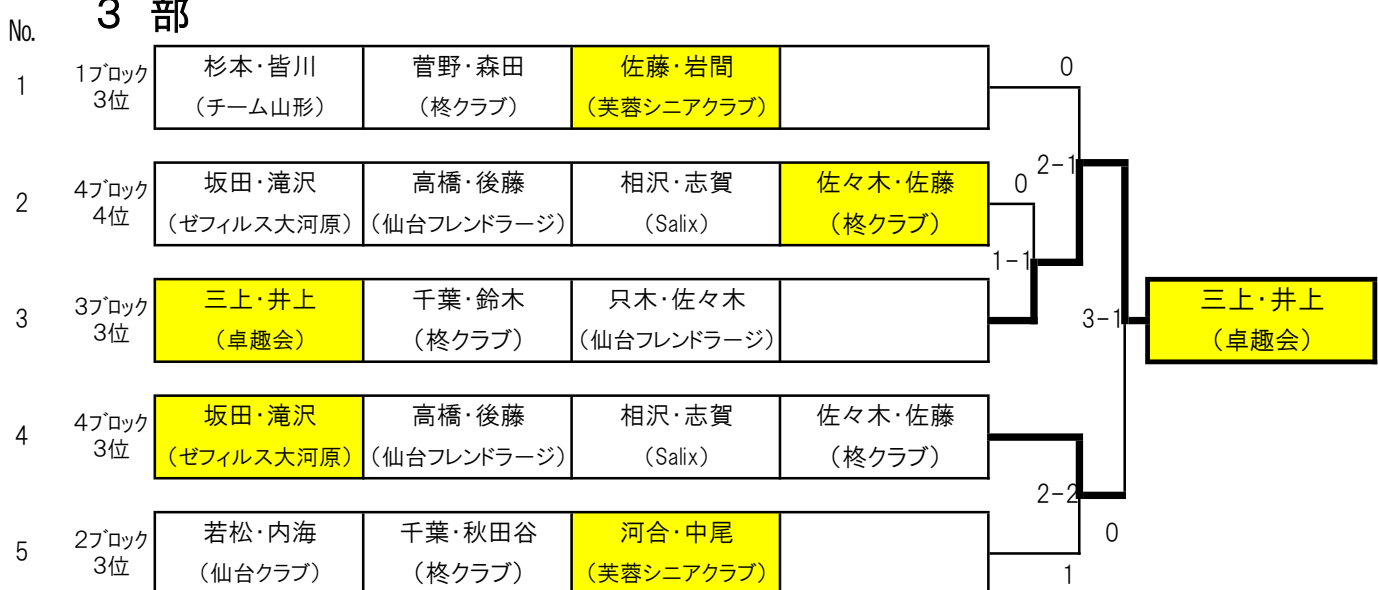 3 部
No.
1
1ブロック
3位
杉本・皆川
（チーム山形）
菅野・森田
（柊クラブ）
佐藤・岩間
（芙蓉シニアクラブ）
0
2-1
2
4ブロック
4位
坂田・滝沢
（ゼフィルス大河原）
高橋・後藤
（仙台フレンドラージ）
相沢・志賀
（Salix）
佐々木・佐藤
（柊クラブ）
0
1-1
3
3ブロック
3位
三上・井上
（卓趣会）
千葉・鈴木
（柊クラブ）
只木・佐々木
（仙台フレンドラージ）
3-1
三上・井上
（卓趣会）
4
4ブロック
3位
坂田・滝沢
（ゼフィルス大河原）
高橋・後藤
（仙台フレンドラージ）
相沢・志賀
（Salix）
佐々木・佐藤
（柊クラブ）
2-2
0
5
2ブロック
3位
若松・内海
（仙台クラブ）
千葉・秋田谷
（柊クラブ）
河合・中尾
（芙蓉シニアクラブ）
1